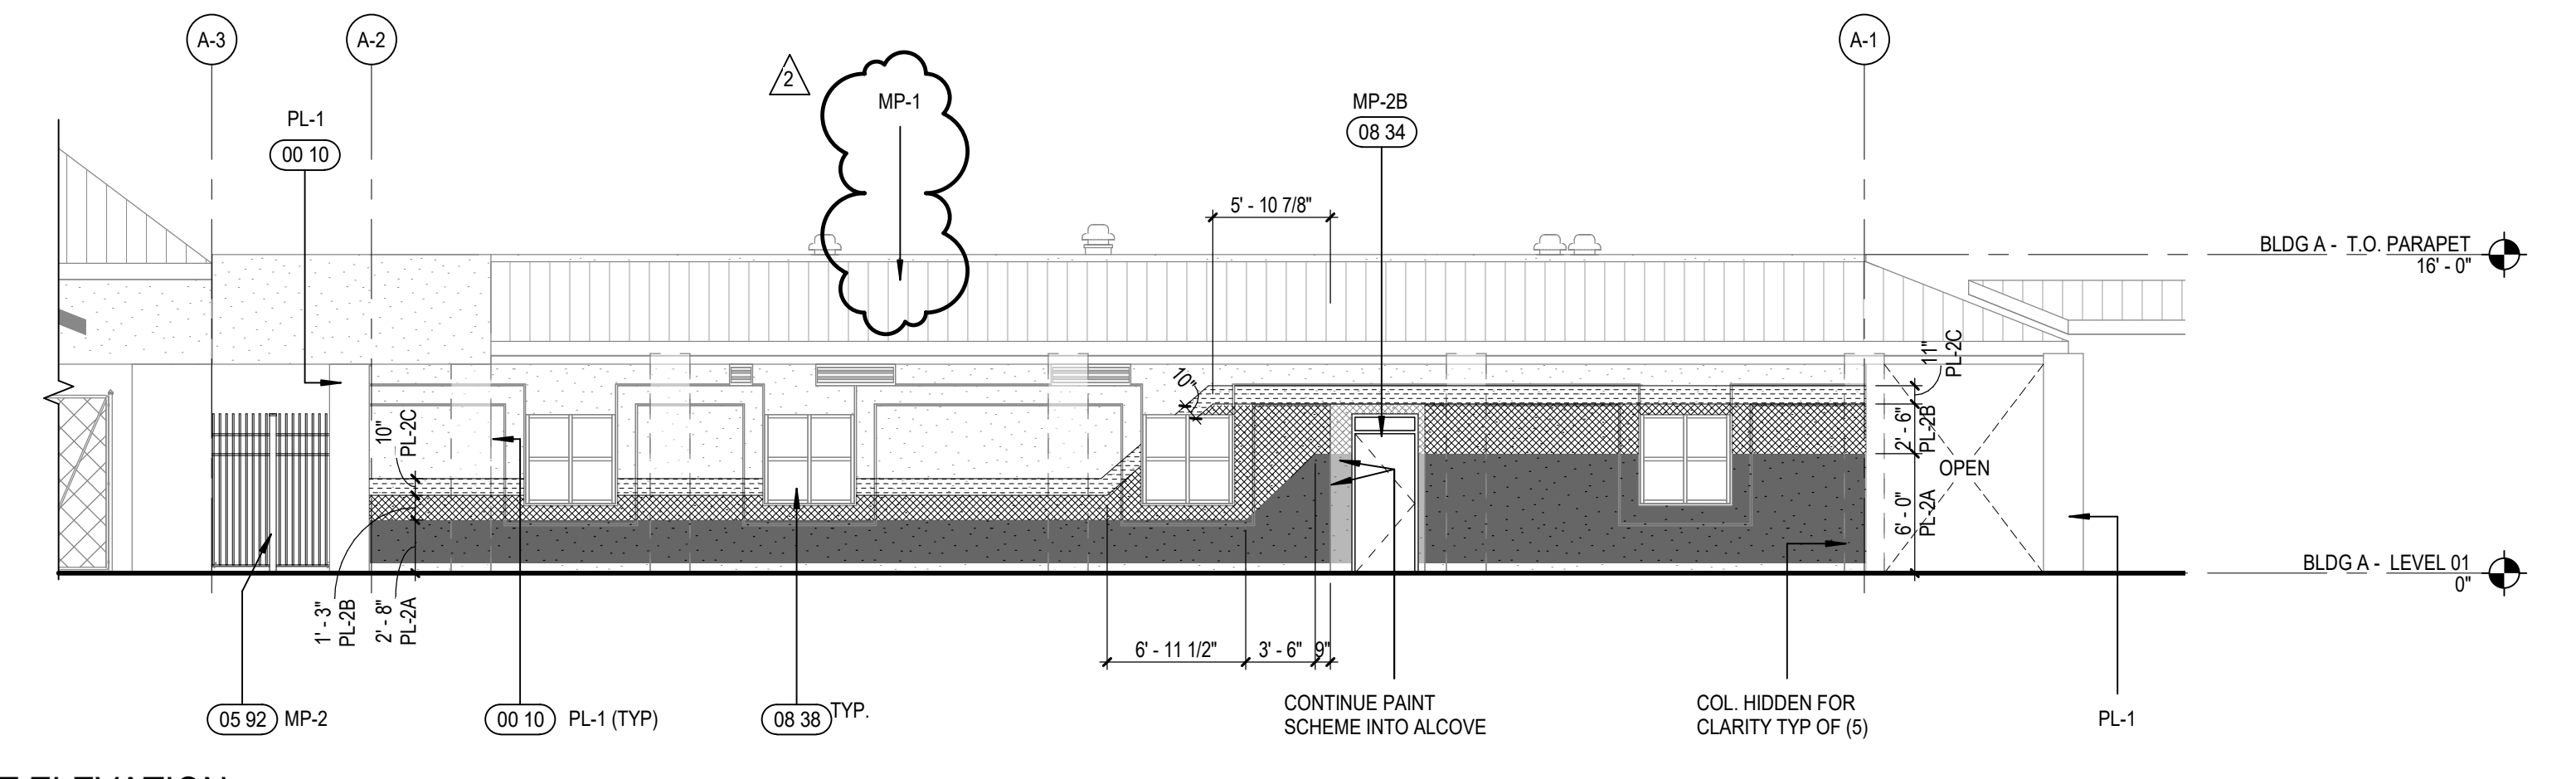 A-3
A-2
A-1
2
MP-1
MP-2B
08 34
PL-1
00 10
5' - 10 7/8"
BLDG A - T.O. PARAPET
16' - 0"
10"
11"
PL-2C
10"
PL-2C
2' - 6"
PL-2B
OPEN
6' - 0"
PL-2A
BLDG A - LEVEL 01
0"
1' - 3"
PL-2B
2' - 8"
PL-2A
6' - 11 1/2"
3' - 6"
9"
05 92 MP-2
00 10 PL-1 (TYP)
08 38 TYP.
CONTINUE PAINT
SCHEME INTO ALCOVE
COL. HIDDEN FOR
CLARITY TYP OF (5)
PL-1